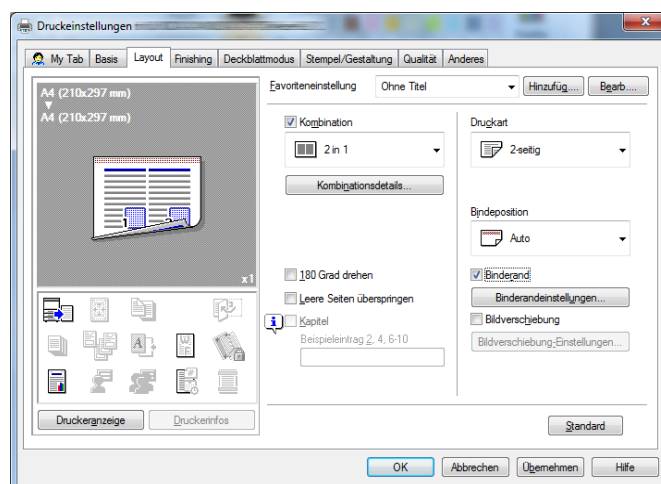 Druckeinstellungen
My Tab Basis Layout Finishing Deckblattmodus Stempel/Gestaltung Qualität Anderes
A4 (210x297 mm)
A4 (210x297 mm)
1 2
x1
Favoriteneinstellung Ohne Titel Hinzufüg.... Bearb....
Kombination
2 in 1
Kombinationsdetails...
180 Grad drehen
Leere Seiten überspringen
Kapitel
Beispieleintrag 2, 4, 6-10
Druckart
2-seitig
Bindeposition
Auto
Binderand
Binderandeinstellungen...
Bildverschiebung
Bildverschiebung-Einstellungen...
Druckeranzeige Druckerinfos
Standard
OK Abbrechen Übernehmen Hilfe